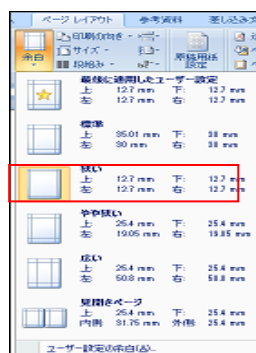 ページ レイアウト 参考資料 差し込み文
余白 印刷の向き 原稿用紙
サイズ 設定
段組み
最後に適用したユーザー設定
上: 12.7 mm 下: 12.7 mm
左: 12.7 mm 右: 12.7 mm
標準
上: 35.01 mm 下: 30 mm
左: 30 mm 右: 30 mm
狭い
上: 12.7 mm 下: 12.7 mm
左: 12.7 mm 右: 12.7 mm
やや狭い
上: 25.4 mm 下: 25.4 mm
左: 19.05 mm 右: 19.05 mm
広い
上: 25.4 mm 下: 25.4 mm
左: 50.8 mm 右: 50.8 mm
見開きページ
上: 25.4 mm 下: 25.4 mm
内側: 31.75 mm 外側: 25.4 mm
ユーザー設定の余白(A)...